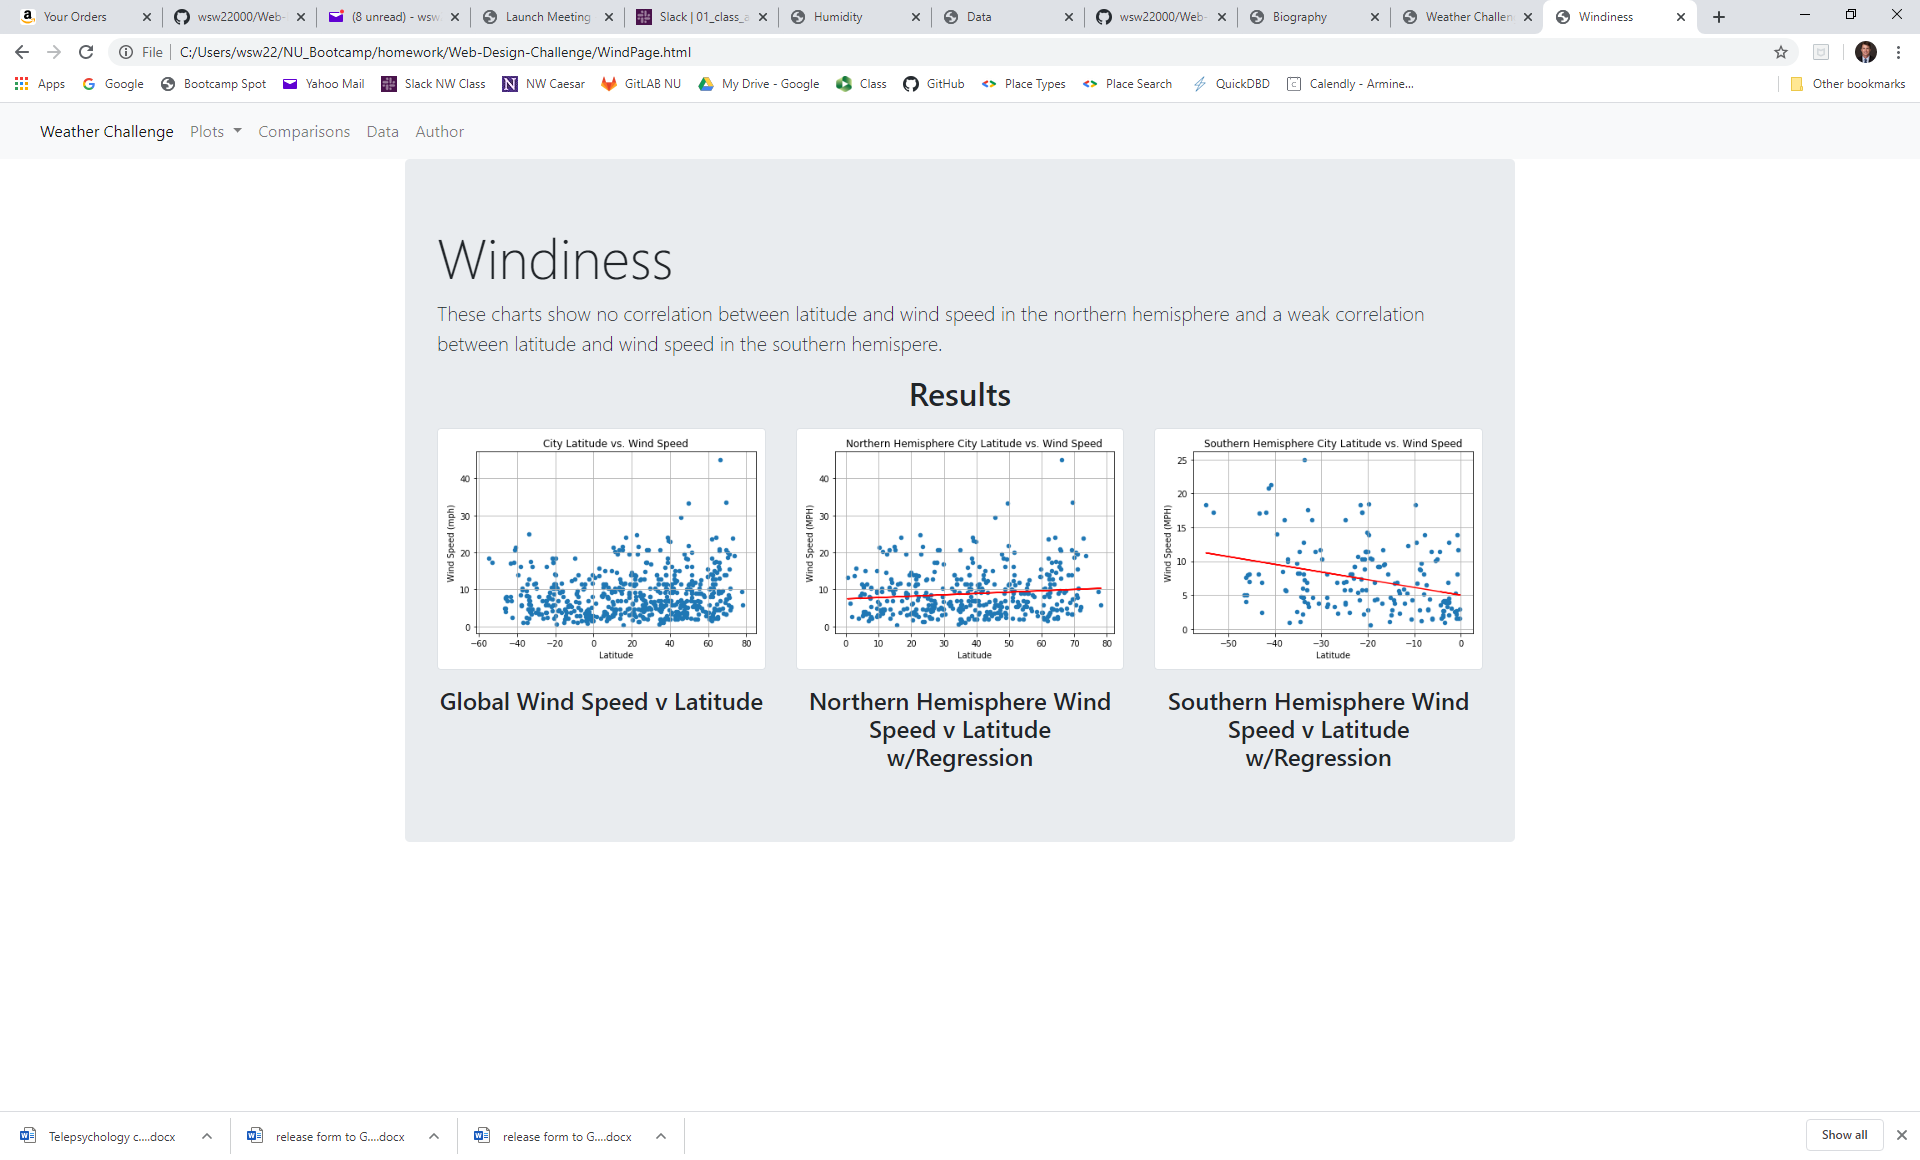 Your Orders
wsw22000/Web-
(8 unread) - wsw
Launch Meeting
Slack | 01_class_a
Humidity
Data
wsw22000/Web-
Biography
Weather Challen
Windiness
File
C:/Users/wsw22/NU_Bootcamp/homework/Web-Design-Challenge/WindPage.html
Apps
Google
Bootcamp Spot
Yahoo Mail
Slack NW Class
NW Caesar
GitLAB NU
My Drive - Google
Class
GitHub
Place Types
Place Search
QuickDBD
Calendly - Armine...
Other bookmarks
Weather Challenge
Plots
Comparisons
Data
Author
Windiness
These charts show no correlation between latitude and wind speed in the northern hemisphere and a weak correlation
between latitude and wind speed in the southern hemispere.
Results
City Latitude vs. Wind Speed
Wind Speed (mph)
40
30
20
10
0
−60 −40 −20 0 20 40 60 80
Latitude
Global Wind Speed v Latitude
Northern Hemisphere City Latitude vs. Wind Speed
Wind Speed (MPH)
40
30
20
10
0
0 10 20 30 40 50 60 70 80
Latitude
Northern Hemisphere Wind
Speed v Latitude
w/Regression
Southern Hemisphere City Latitude vs. Wind Speed
Wind Speed (MPH)
25
20
15
10
5
0
−50 −40 −30 −20 −10 0
Latitude
Southern Hemisphere Wind
Speed v Latitude
w/Regression
Telepsychology c....docx
release form to G....docx
release form to G....docx
Show all